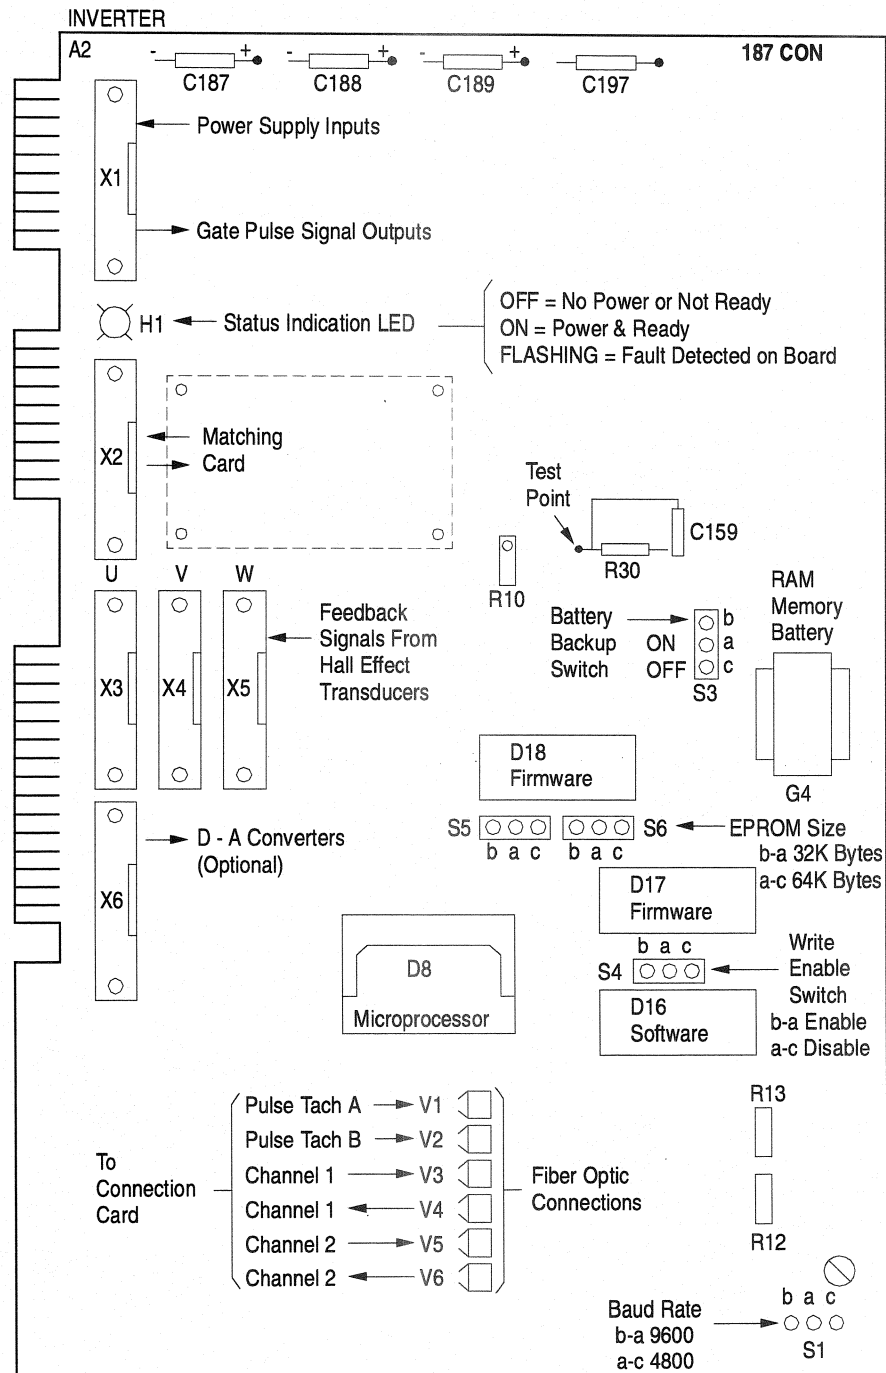 INVERTER
A2
187 CON
- +
- +
- +
C187
C188
C189
C197
Power Supply Inputs
X1
Gate Pulse Signal Outputs
H1
Status Indication LED
OFF = No Power or Not Ready
ON = Power & Ready
FLASHING = Fault Detected on Board
X2
Matching
Card
Test
Point
C159
R30
R10
U V W
X3
X4
X5
Feedback
Signals From
Hall Effect
Transducers
Battery
Backup
Switch
ON
OFF
b
a
c
S3
RAM
Memory
Battery
G4
D18
Firmware
S5
b a c
b a c
S6
EPROM Size
b-a 32K Bytes
a-c 64K Bytes
X6
D - A Converters
(Optional)
D17
Firmware
b a c
S4
Write
Enable
Switch
b-a Enable
a-c Disable
D16
Software
D8
Microprocessor
To
Connection
Card
Pulse Tach A V1
Pulse Tach B V2
Channel 1 V3
Channel 1 V4
Channel 2 V5
Channel 2 V6
Fiber Optic
Connections
R13
R12
Baud Rate
b-a 9600
a-c 4800
b a c
S1